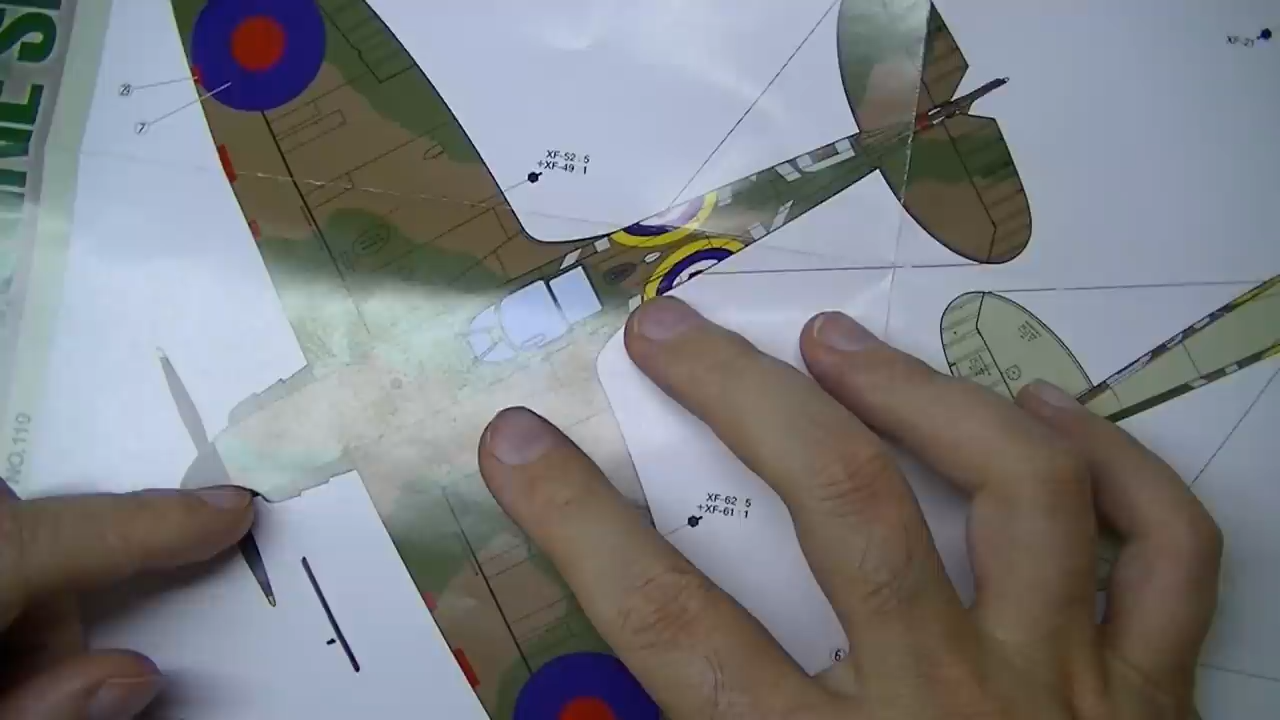 XF-21
28
7
XF-52 : 5
+XF-49 : 1
NO.110
XF-62 : 5
+XF-61 : 1
6